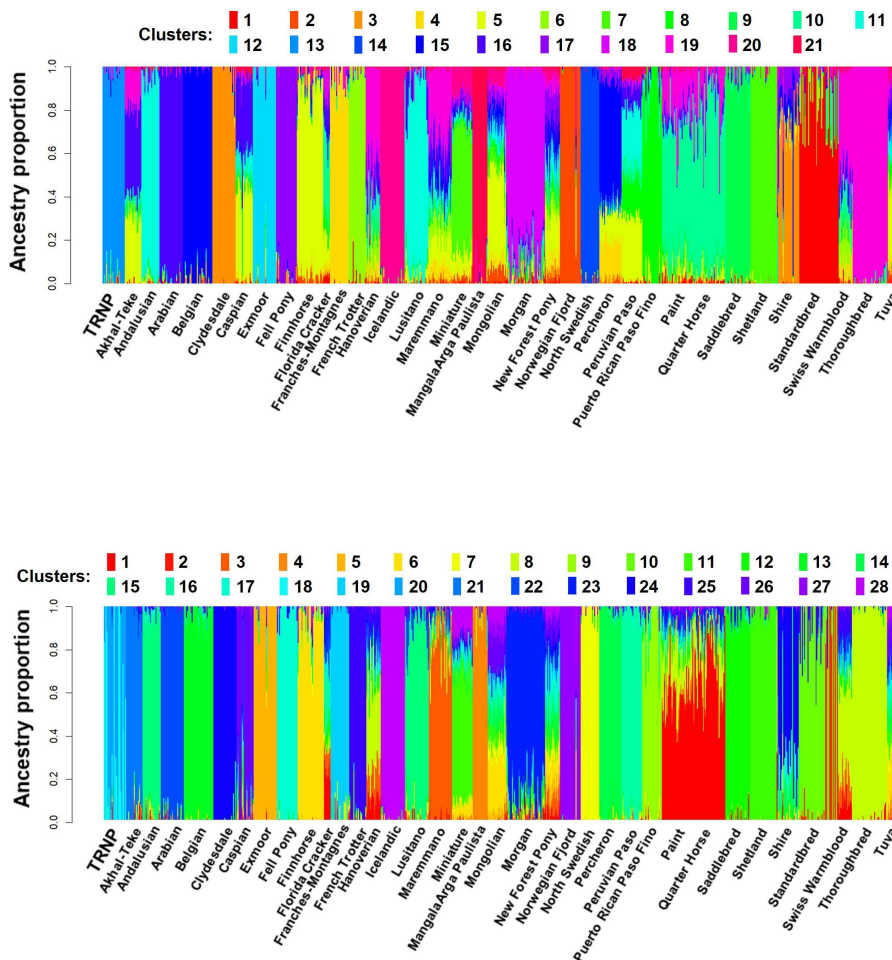 Clusters: 1 2 3 4 5 6 7 8 9 10 11
12 13 14 15 16 17 18 19 20 21
Ancestry proportion
0.0 0.2 0.4 0.6 0.8 1.0
TRNP
Akhal-Teke
Andalusian
Arabian
Belgian
Clydesdale
Caspian
Exmoor
Fell Pony
Finnhorse
Florida Cracker
Franches-Montagnes
French Trotter
Hanoverian
Icelandic
Lusitano
Maremmano
Miniature
MangalaArga Paulista
Mongolian
Morgan
New Forest Pony
Norwegian Fjord
North Swedish
Percheron
Peruvian Paso
Puerto Rican Paso Fino
Paint
Quarter Horse
Saddlebred
Shetland
Shire
Standardbred
Swiss Warmblood
Thoroughbred
Tuva
Clusters: 1 2 3 4 5 6 7 8 9 10 11 12 13 14
15 16 17 18 19 20 21 22 23 24 25 26 27 28
Ancestry proportion
0.0 0.2 0.4 0.6 0.8 1.0
TRNP
Akhal-Teke
Andalusian
Arabian
Belgian
Clydesdale
Caspian
Exmoor
Fell Pony
Finnhorse
Florida Cracker
Franches-Montagnes
French Trotter
Hanoverian
Icelandic
Lusitano
Maremmano
Miniature
MangalaArga Paulista
Mongolian
Morgan
New Forest Pony
Norwegian Fjord
North Swedish
Percheron
Peruvian Paso
Puerto Rican Paso Fino
Paint
Quarter Horse
Saddlebred
Shetland
Shire
Standardbred
Swiss Warmblood
Thoroughbred
Tuva